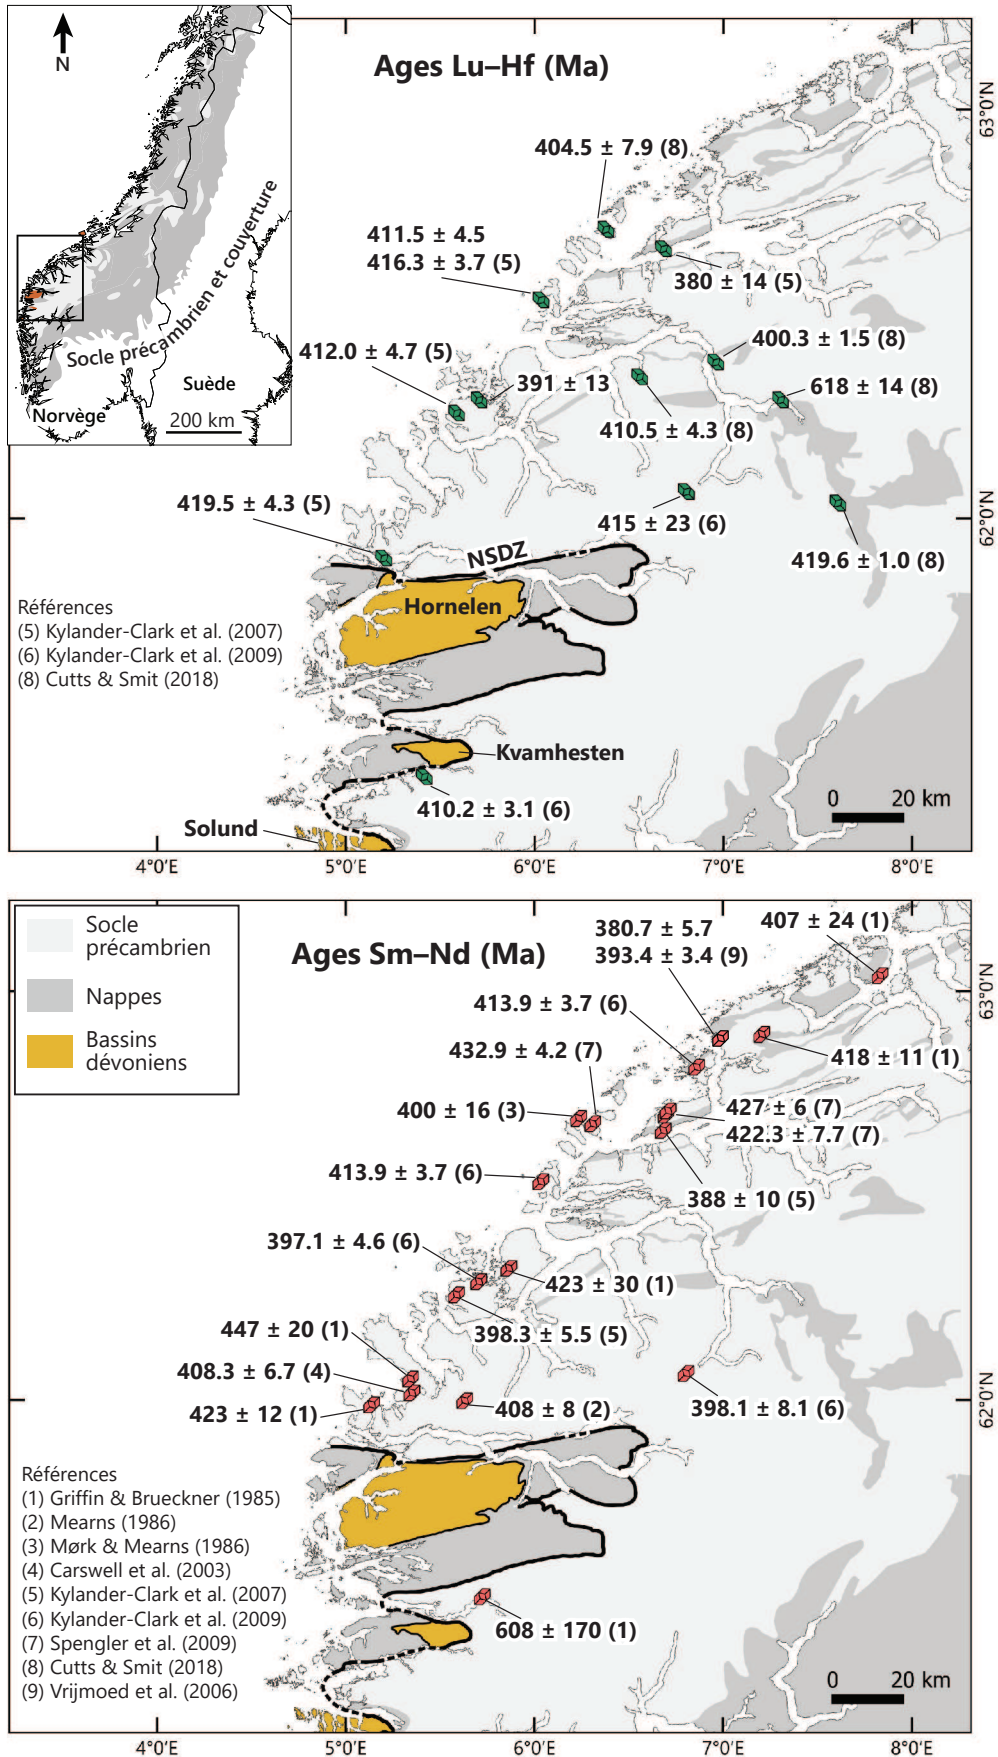 N
Socle précambrien et couverture
Norvège
Suède
200 km
Ages Lu–Hf (Ma)
63°0'N
404.5 ± 7.9 (8)
411.5 ± 4.5
416.3 ± 3.7 (5)
380 ± 14 (5)
412.0 ± 4.7 (5)
391 ± 13
400.3 ± 1.5 (8)
618 ± 14 (8)
410.5 ± 4.3 (8)
419.5 ± 4.3 (5)
415 ± 23 (6)
62°0'N
419.6 ± 1.0 (8)
NSDZ
Hornelen
Références
(5) Kylander-Clark et al. (2007)
(6) Kylander-Clark et al. (2009)
(8) Cutts & Smit (2018)
Kvamhesten
410.2 ± 3.1 (6)
Solund
0 20 km
4°0'E 5°0'E 6°0'E 7°0'E 8°0'E
Socle
précambrien
Nappes
Bassins
dévoniens
Ages Sm–Nd (Ma)
380.7 ± 5.7
393.4 ± 3.4 (9)
407 ± 24 (1)
63°0'N
413.9 ± 3.7 (6)
432.9 ± 4.2 (7)
418 ± 11 (1)
400 ± 16 (3)
427 ± 6 (7)
422.3 ± 7.7 (7)
413.9 ± 3.7 (6)
388 ± 10 (5)
397.1 ± 4.6 (6)
423 ± 30 (1)
398.3 ± 5.5 (5)
447 ± 20 (1)
408.3 ± 6.7 (4)
423 ± 12 (1)
408 ± 8 (2)
398.1 ± 8.1 (6)
62°0'N
Références
(1) Griffin & Brueckner (1985)
(2) Mearns (1986)
(3) Mørk & Mearns (1986)
(4) Carswell et al. (2003)
(5) Kylander-Clark et al. (2007)
(6) Kylander-Clark et al. (2009)
(7) Spengler et al. (2009)
(8) Cutts & Smit (2018)
(9) Vrijmoed et al. (2006)
608 ± 170 (1)
0 20 km
4°0'E 5°0'E 6°0'E 7°0'E 8°0'E